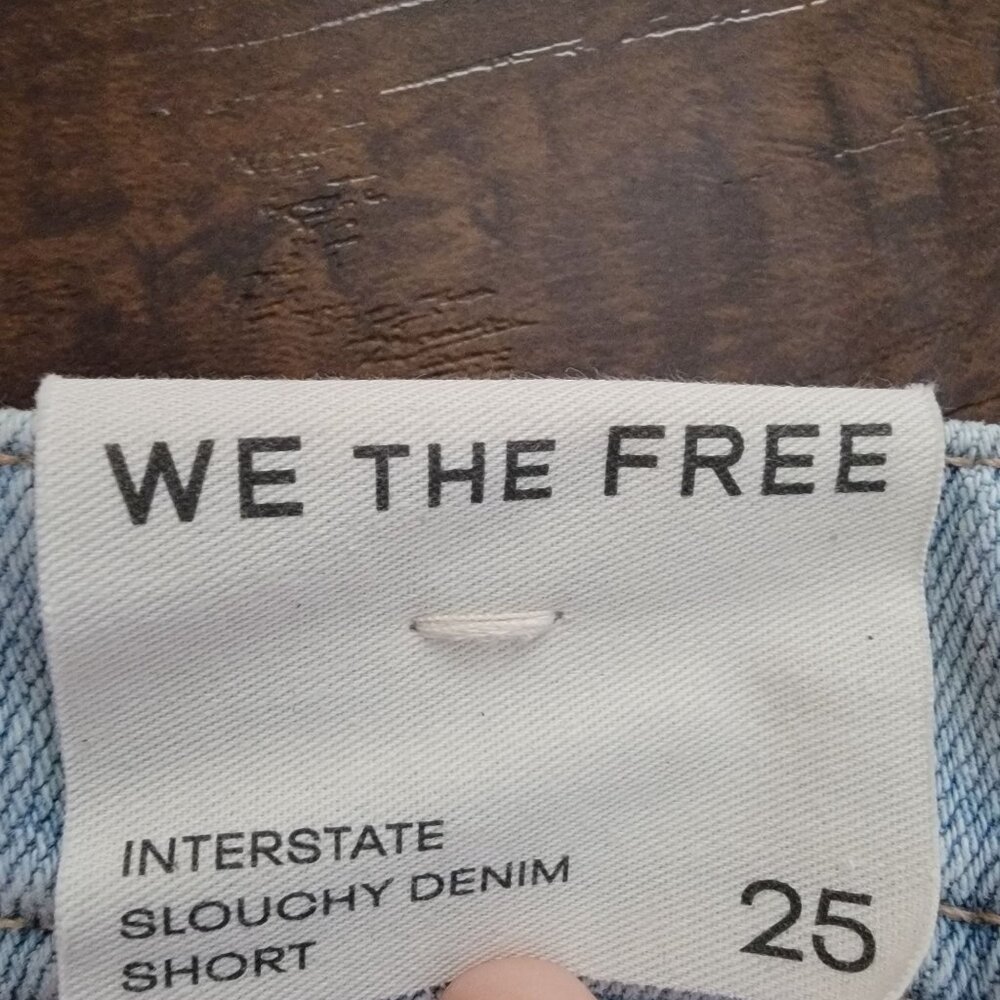 WE THE FREE
INTERSTATE
SLOUCHY DENIM
SHORT
25